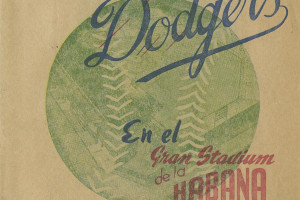 Dodgers
En el
Gran Stadium
de la
HABANA